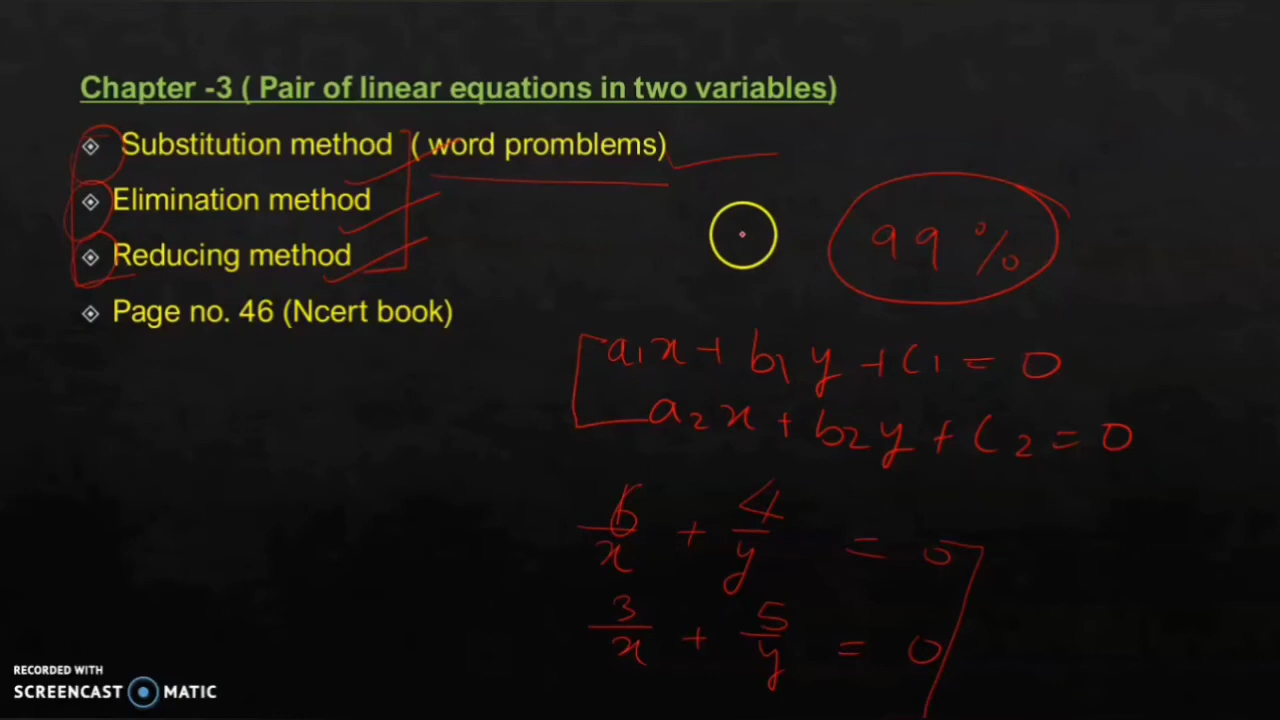 Chapter -3 ( Pair of linear equations in two variables)
Substitution method ( word promblems)
Elimination method
Reducing method
Page no. 46 (Ncert book)
99%
a₁x + b₁y + c₁ = 0
a₂x + b₂y + c₂ = 0
6/x + 4/y = 0
3/x + 5/y = 0
RECORDED WITH
SCREENCAST MATIC